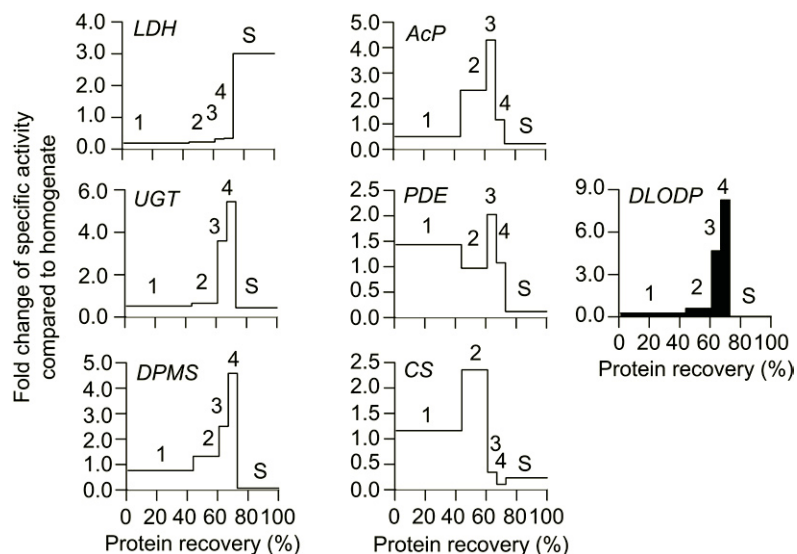 Fold change of specific activity
compared to homogenate
LDH
4.0
3.0
2.0
1.0
0.0
1
2
3
4
S
AcP
5.0
4.0
3.0
2.0
1.0
0.0
1
2
3
4
S
UGT
6.0
4.0
2.0
0.0
1
2
3
4
S
PDE
2.5
2.0
1.5
1.0
0.5
0.0
1
2
3
4
S
DLODP
9.0
6.0
3.0
0.0
1
2
3
4
S
0 20 40 60 80 100
Protein recovery (%)
DPMS
5.0
4.0
3.0
2.0
1.0
0.0
1
2
3
4
S
0 20 40 60 80 100
Protein recovery (%)
CS
2.5
2.0
1.5
1.0
0.5
0.0
1
2
3
4
S
0 20 40 60 80 100
Protein recovery (%)